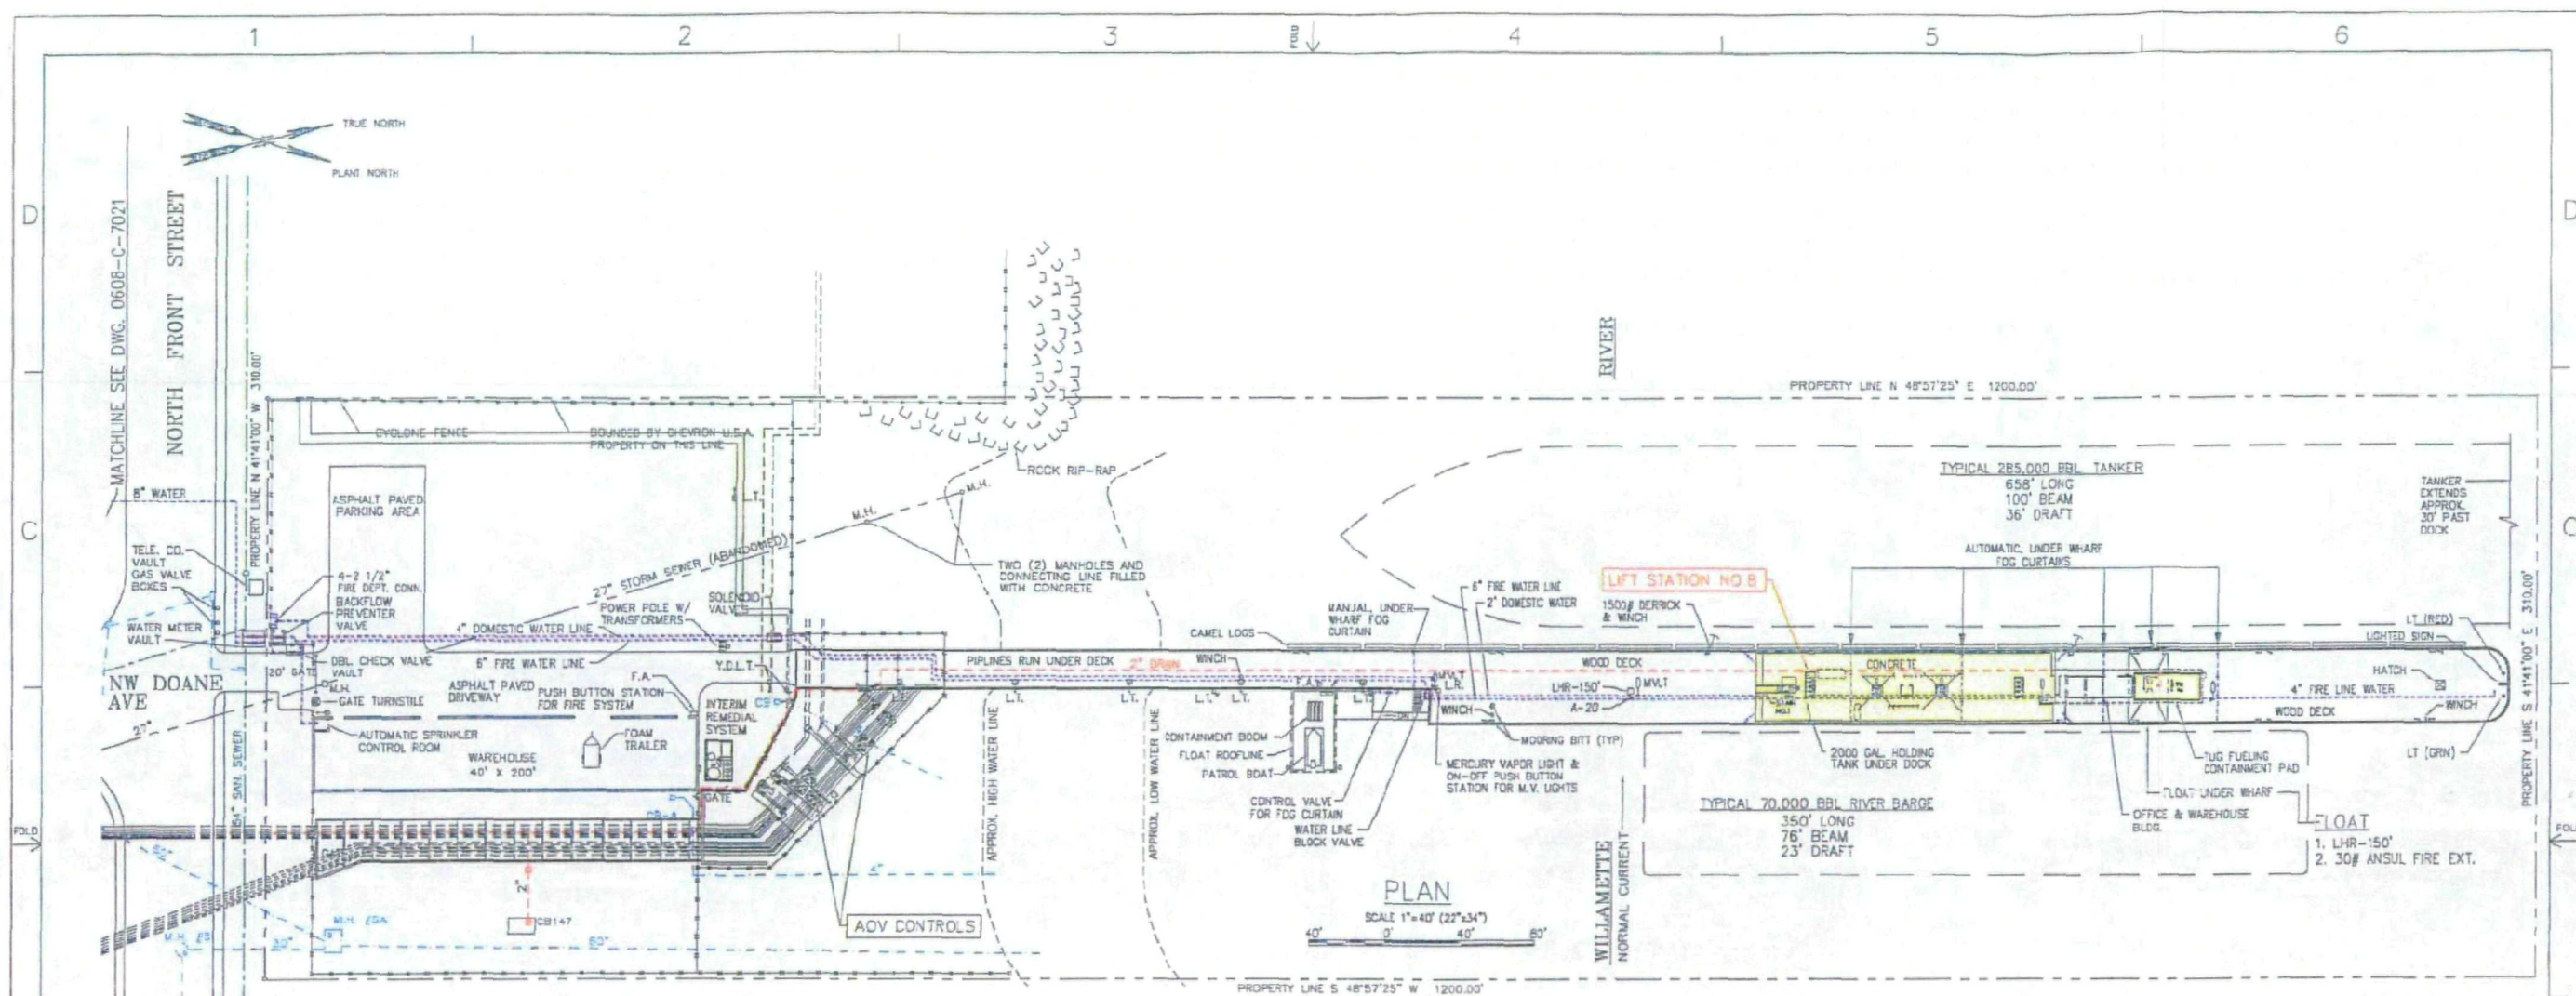 1
2
3
FOLD
4
5
6
D
D
TRUE NORTH
PLANT NORTH
MATCHLINE SEE DWG. 0608-C-7021
NORTH FRONT STREET
PROPERTY LINE N 41°41'00" W 310.00'
RIVER
PROPERTY LINE N 48°57'25" E 1200.00'
CYCLONE FENCE
BOUNDED BY CHEVRON U.S.A.
PROPERTY ON THIS LINE
ROCK RIP-RAP
8" WATER
ASPHALT PAVED
PARKING AREA
M.H.
M.H.
TYPICAL 285,000 BBL TANKER
658' LONG
100' BEAM
36' DRAFT
TANKER
EXTENDS
APPROX.
30' PAST
DOCK
C
C
TELE. CO.
VAULT
GAS VALVE
BOXES
4-2 1/2"
FIRE DEPT. CONN.
BACKFLOW
PREVENTER
VALVE
27" STORM SEWER (ABANDONED)
TWO (2) MANHOLES AND
CONNECTING LINE FILLED
WITH CONCRETE
AUTOMATIC, UNDER WHARF
FOG CURTAINS
LIFT STATION NO.8
6" FIRE WATER LINE
2" DOMESTIC WATER
1500# DERRICK
& WINCH
MANUAL, UNDER
WHARF FOG
CURTAIN
CAMEL LOGS
SOLENOID
VALVES
POWER POLE W/
TRANSFORMERS
4" DOMESTIC WATER LINE
WATER METER
VAULT
DBL. CHECK VALVE
VAULT
20' GATE
6" FIRE WATER LINE
Y.D.L.T.
PIPLINES RUN UNDER DECK
2" DRAIN
WINCH
WOOD DECK
CONCRETE
LT (RED)
LIGHTED SIGN
HATCH
PROPERTY LINE S 41°41'00" E 310.00'
NW DOANE
AVE
M.H.
GATE TURNSTILE
ASPHALT PAVED
DRIVEWAY
F.A.
PUSH BUTTON STATION
FOR FIRE SYSTEM
INTERIM
REMEDIAL
SYSTEM
L.T.
L.T.
L.T.
L.T.
F.A.
MVLT
L.R.
LHR-150'
MVLT
A-20
WINCH
4" FIRE LINE WATER
WOOD DECK
WINCH
27"
AUTOMATIC SPRINKLER
CONTROL ROOM
FOAM
TRAILER
WAREHOUSE
40' X 200'
GATE
CONTAINMENT BOOM
FLOAT ROOFLINE
PATROL BOAT
MOORING BITT (TYP)
MERCURY VAPOR LIGHT &
ON-OFF PUSH BUTTON
STATION FOR M.V. LIGHTS
2000 GAL. HOLDING
TANK UNDER DOCK
TUG FUELING
CONTAINMENT PAD
LT (GRN)
APPROX. HIGH WATER LINE
APPROX. LOW WATER LINE
CONTROL VALVE
FOR FOG CURTAIN
WATER LINE
BLOCK VALVE
TYPICAL 70,000 BBL RIVER BARGE
350' LONG
76' BEAM
23' DRAFT
FLOAT UNDER WHARF
OFFICE & WAREHOUSE
BLDG.
FLOAT
1. LHR-150'
2. 30# ANSUL FIRE EXT.
FOLD
54" SAN. SEWER
2"
CB147
AOV CONTROLS
60"
PLAN
SCALE 1"=40' (22"x34")
40' 0' 40' 80'
WILLAMETTE
NORMAL CURRENT
PROPERTY LINE S 48°57'25" W 1200.00'